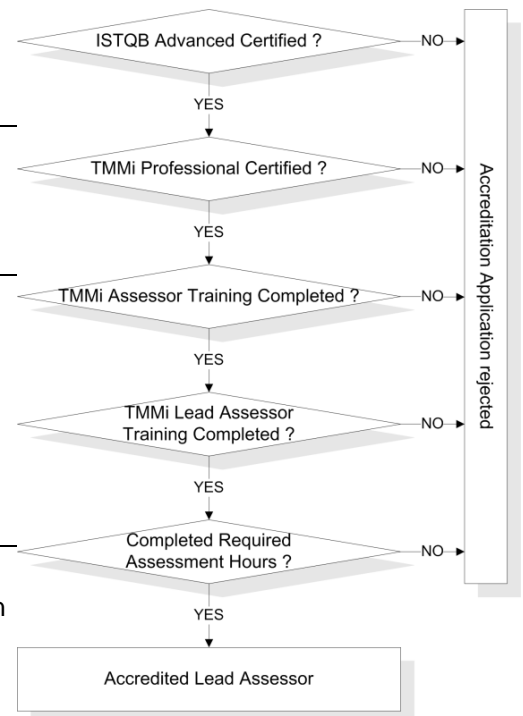 ISTQB Advanced Certified ?
NO
YES
TMMi Professional Certified ?
NO
YES
TMMi Assessor Training Completed ?
NO
YES
TMMi Lead Assessor
Training Completed ?
NO
YES
Completed Required
Assessment Hours ?
NO
YES
Accredited Lead Assessor
Accreditation Application rejected